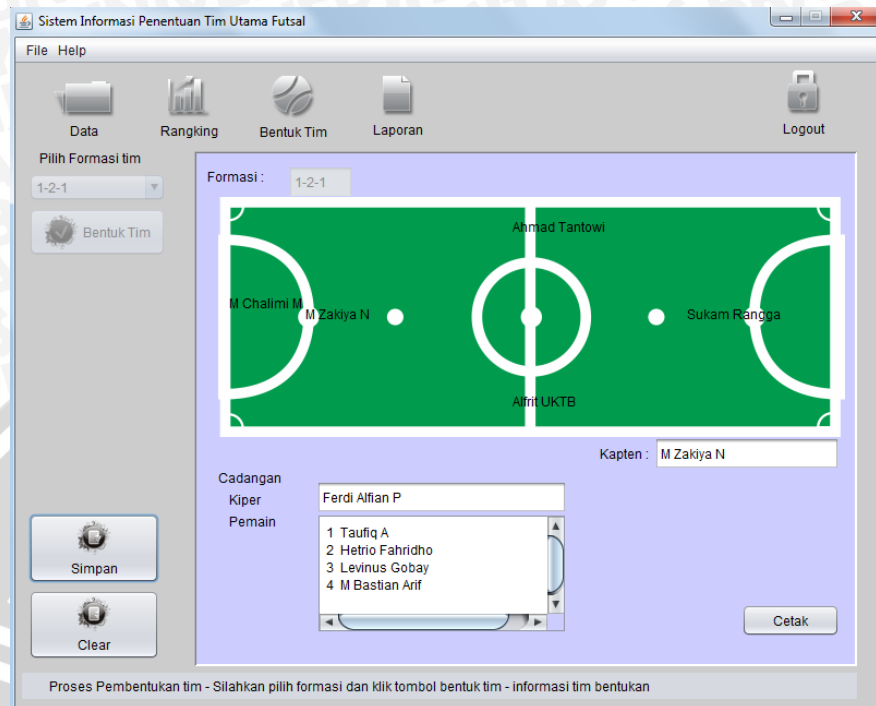 Sistem Informasi Penentuan Tim Utama Futsal
File Help
Data Rangking Bentuk Tim Laporan Logout
Pilih Formasi tim
1-2-1
Bentuk Tim
Formasi : 1-2-1
Ahmad Tantowi
M Chalimi M
M Zakiya N
Sukam Rangga
Alfrit UKTB
Kapten : M Zakiya N
Cadangan
Kiper Ferdi Alfian P
Pemain
1 Taufiq A
2 Hetrio Fahridho
3 Levinus Gobay
4 M Bastian Arif
Simpan
Clear
Cetak
Proses Pembentukan tim - Silahkan pilih formasi dan klik tombol bentuk tim - informasi tim bentukan